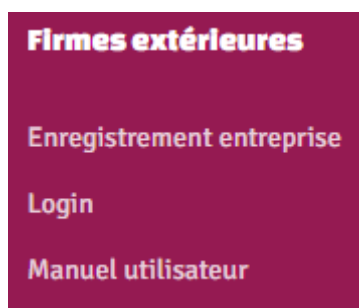 Firmes extérieures
Enregistrement entreprise
Login
Manuel utilisateur